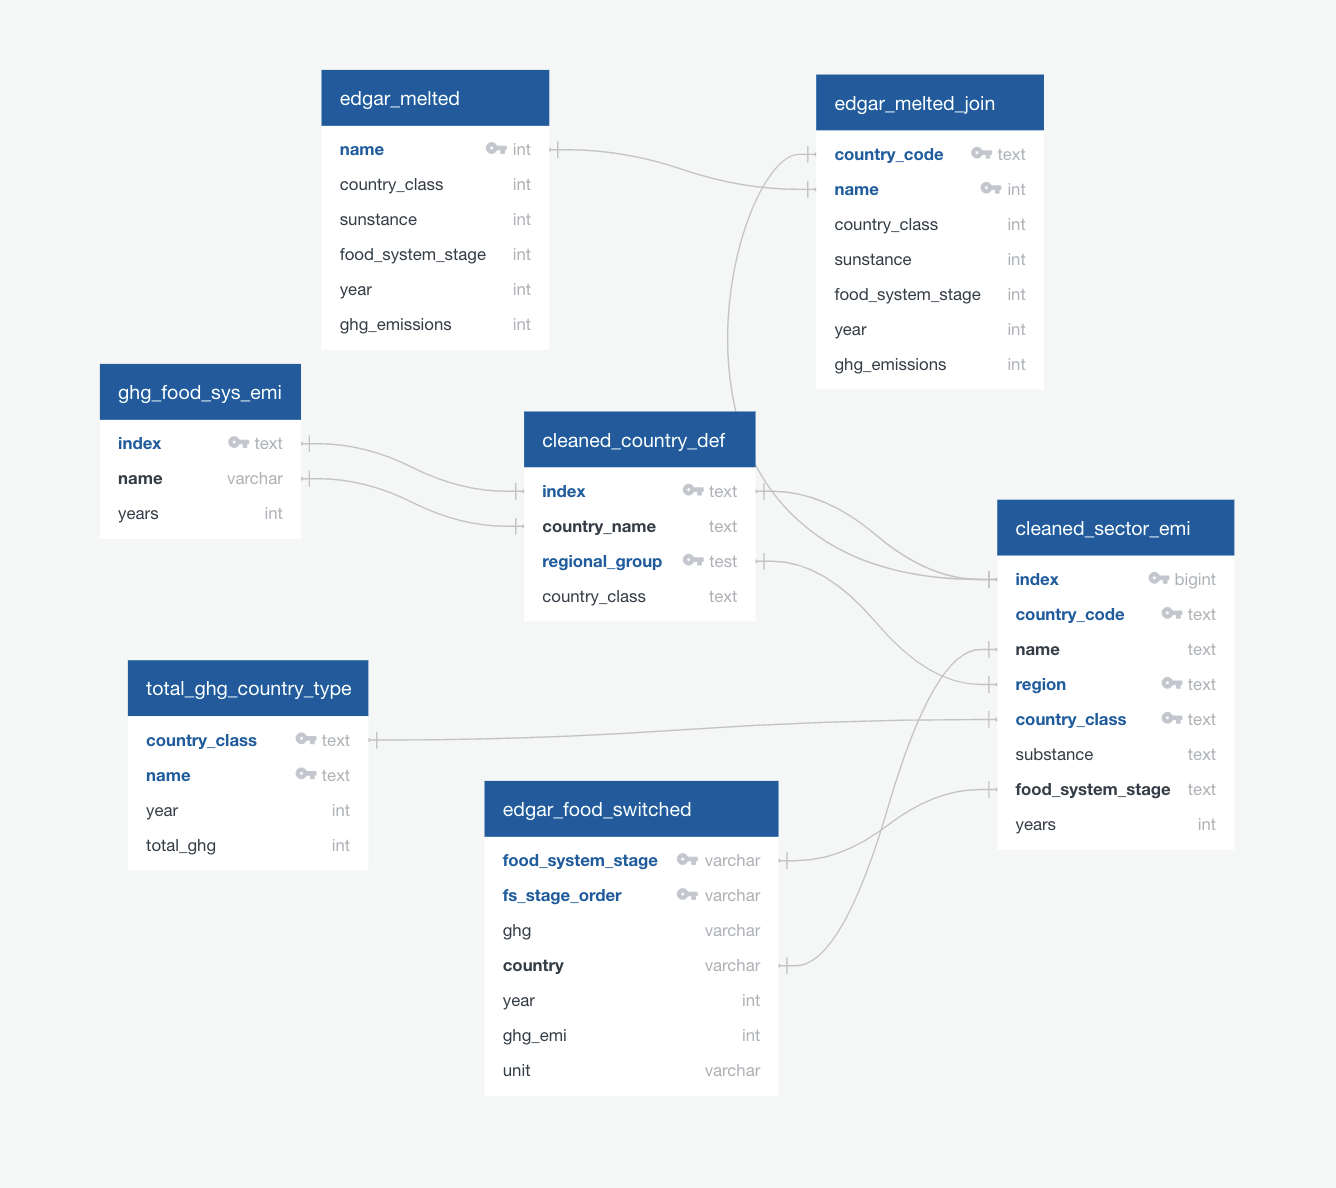 edgar_melted
name int
country_class int
sunstance int
food_system_stage int
year int
ghg_emissions int
edgar_melted_join
country_code text
name int
country_class int
sunstance int
food_system_stage int
year int
ghg_emissions int
ghg_food_sys_emi
index text
name varchar
years int
cleaned_country_def
index text
country_name text
regional_group test
country_class text
cleaned_sector_emi
index bigint
country_code text
name text
region text
country_class text
substance text
food_system_stage text
years int
total_ghg_country_type
country_class text
name text
year int
total_ghg int
edgar_food_switched
food_system_stage varchar
fs_stage_order varchar
ghg varchar
country varchar
year int
ghg_emi int
unit varchar